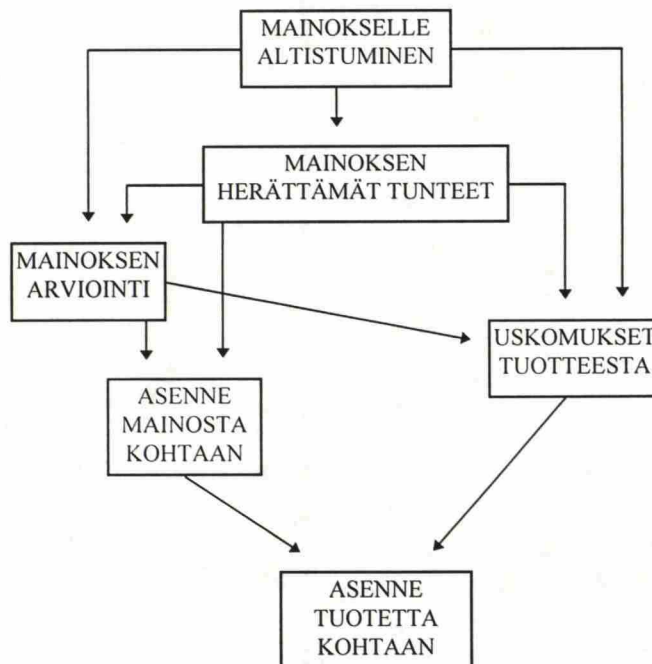 MAINOKSELLE
ALTISTUMINEN
MAINOKSEN
HERÄTTÄMÄT TUNTEET
MAINOKSEN
ARVIOINTI
USKOMUKSET
TUOTTEESTA
ASENNE
MAINOSTA
KOHTAAN
ASENNE
TUOTETTA
KOHTAAN